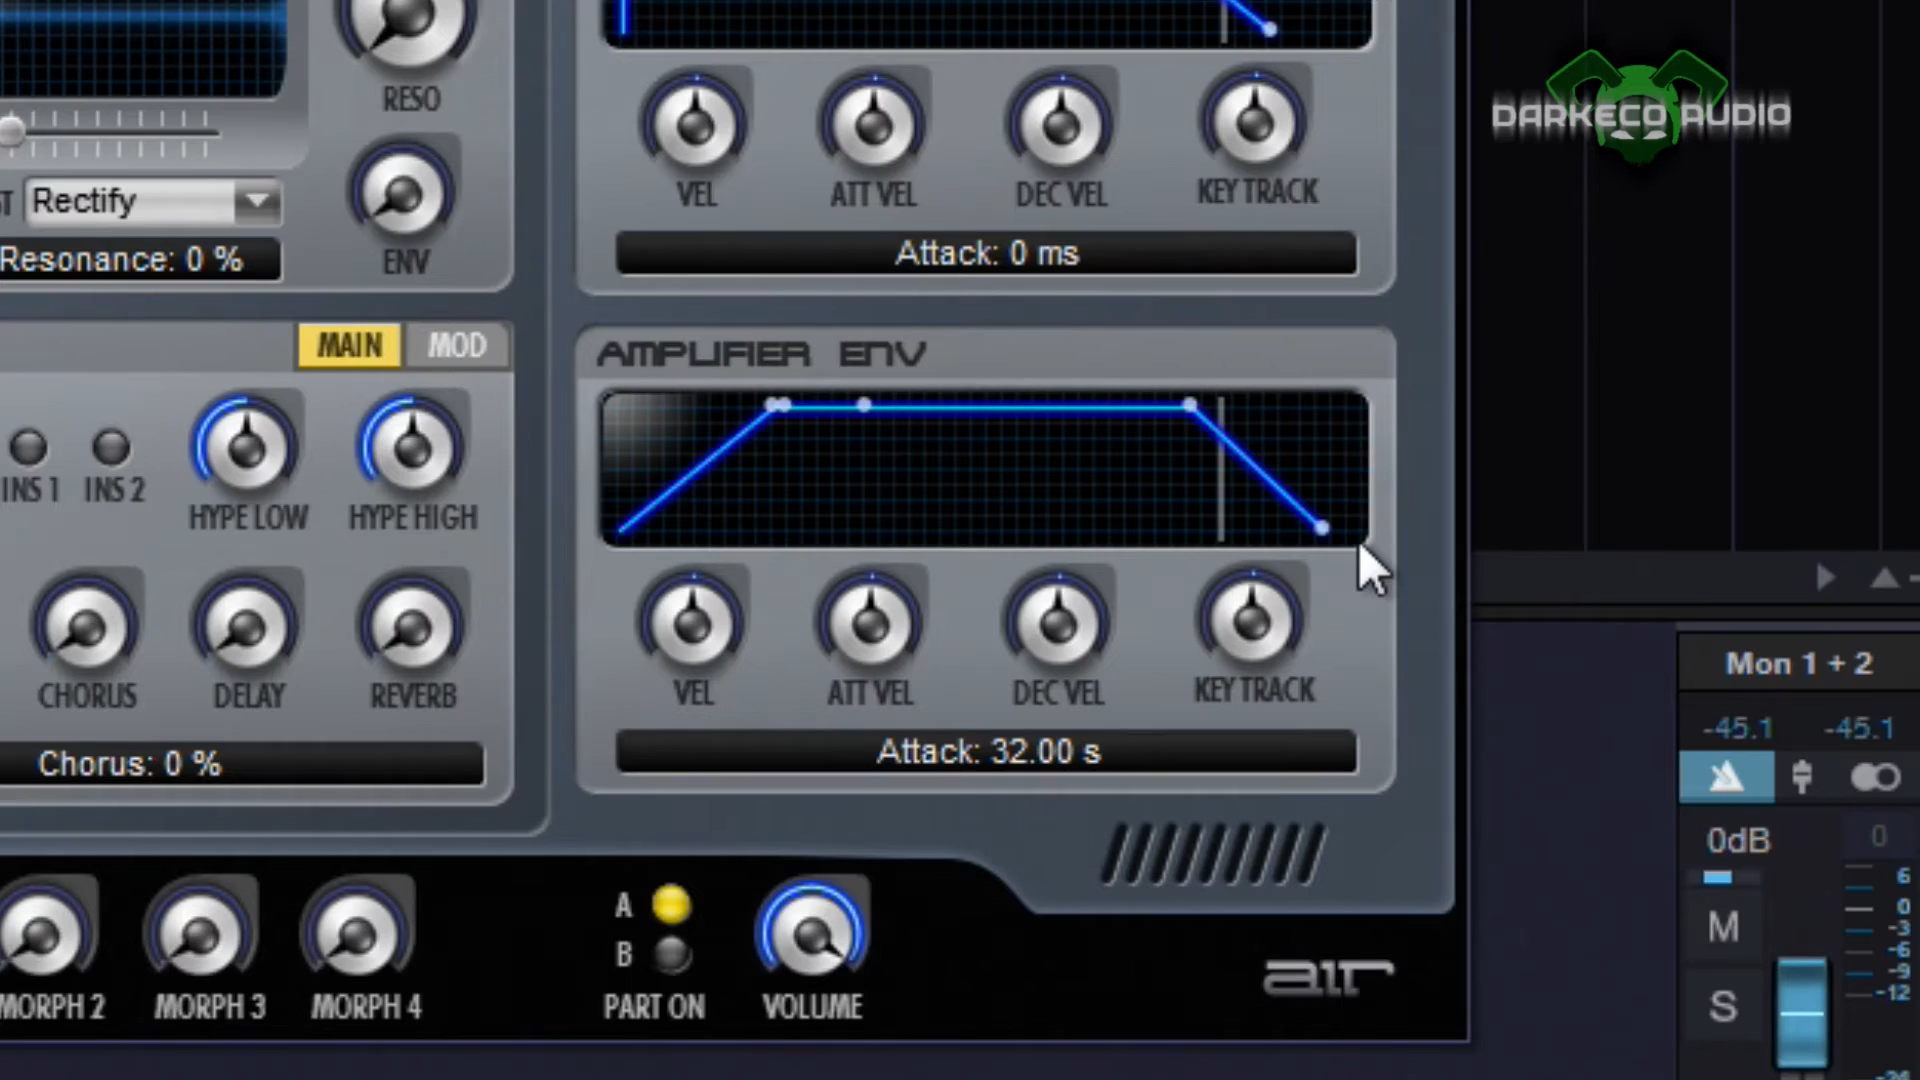 RESO
DARKECO AUDIO
VEL
ATT VEL
DEC VEL
KEY TRACK
T
Rectify
Resonance: 0 %
ENV
Attack: 0 ms
MAIN
MOD
AMPLIFIER ENV
INS 1
INS 2
HYPE LOW
HYPE HIGH
CHORUS
DELAY
REVERB
VEL
ATT VEL
DEC VEL
KEY TRACK
Chorus: 0 %
Attack: 32.00 s
Mon 1 + 2
-45.1
-45.1
0dB
0
6
0
-3
-6
-9
-12
M
S
A
B
PART ON
MORPH 2
MORPH 3
MORPH 4
VOLUME
air